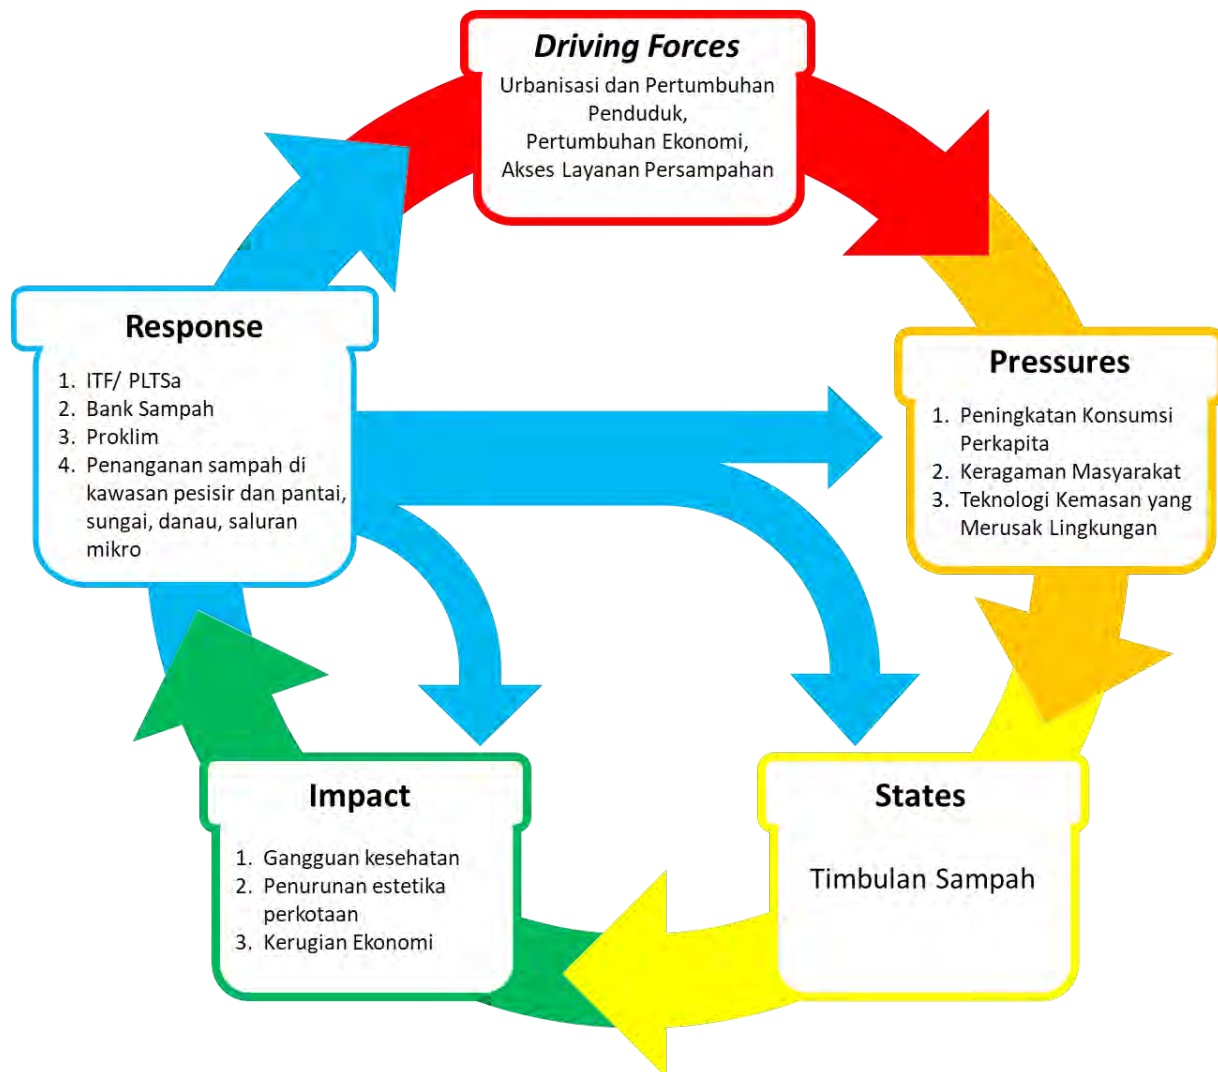 Driving Forces
Urbanisasi dan Pertumbuhan
Penduduk,
Pertumbuhan Ekonomi,
Akses Layanan Persampahan
Response
1. ITF/ PLTSa
2. Bank Sampah
3. Proklim
4. Penanganan sampah di
kawasan pesisir dan pantai,
sungai, danau, saluran
mikro
Pressures
1. Peningkatan Konsumsi
Perkapita
2. Keragaman Masyarakat
3. Teknologi Kemasan yang
Merusak Lingkungan
Impact
1. Gangguan kesehatan
2. Penurunan estetika
perkotaan
3. Kerugian Ekonomi
States
Timbulan Sampah